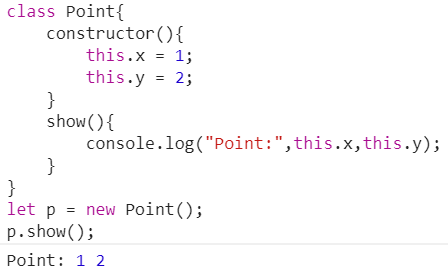 class Point{
    constructor(){
        this.x = 1;
        this.y = 2;
    }
    show(){
        console.log("Point:",this.x,this.y);
    }
}
let p = new Point();
p.show();
Point: 1 2